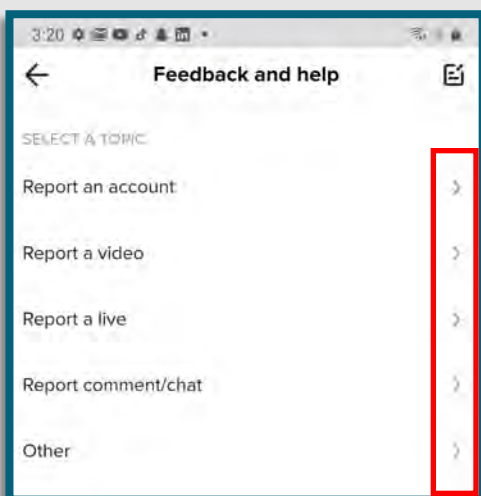 3:20
Feedback and help
SELECT A TOPIC
Report an account
Report a video
Report a live
Report comment/chat
Other